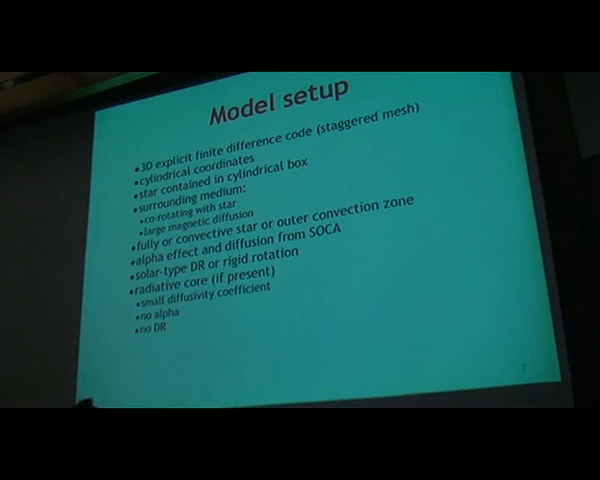 Model setup
•3D explicit finite difference code (staggered mesh)
•cylindrical coordinates
•star contained in cylindrical box
•surrounding medium:
•co-rotating with star
•large magnetic diffusion
•fully or convective star or outer convection zone
•alpha effect and diffusion from SOCA
•solar-type DR or rigid rotation
•radiative core (if present)
•small diffusivity coefficient
•no alpha
•no DR